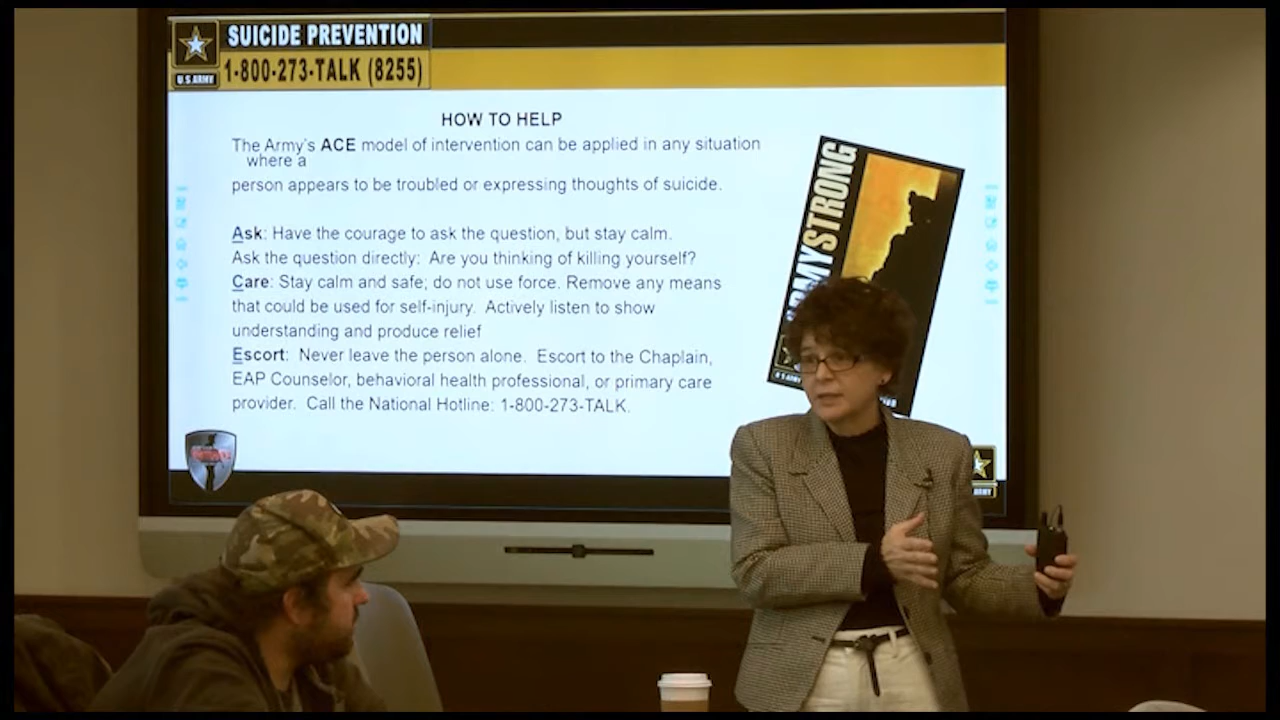 SUICIDE PREVENTION
U.S.ARMY
1-800-273-TALK (8255)
HOW TO HELP
The Army's ACE model of intervention can be applied in any situation
where a
person appears to be troubled or expressing thoughts of suicide.
Ask: Have the courage to ask the question, but stay calm.
Ask the question directly: Are you thinking of killing yourself?
Care: Stay calm and safe; do not use force. Remove any means
that could be used for self-injury. Actively listen to show
understanding and produce relief
Escort: Never leave the person alone. Escort to the Chaplain,
EAP Counselor, behavioral health professional, or primary care
provider. Call the National Hotline: 1-800-273-TALK.
ARMYSTRONG
ARMY